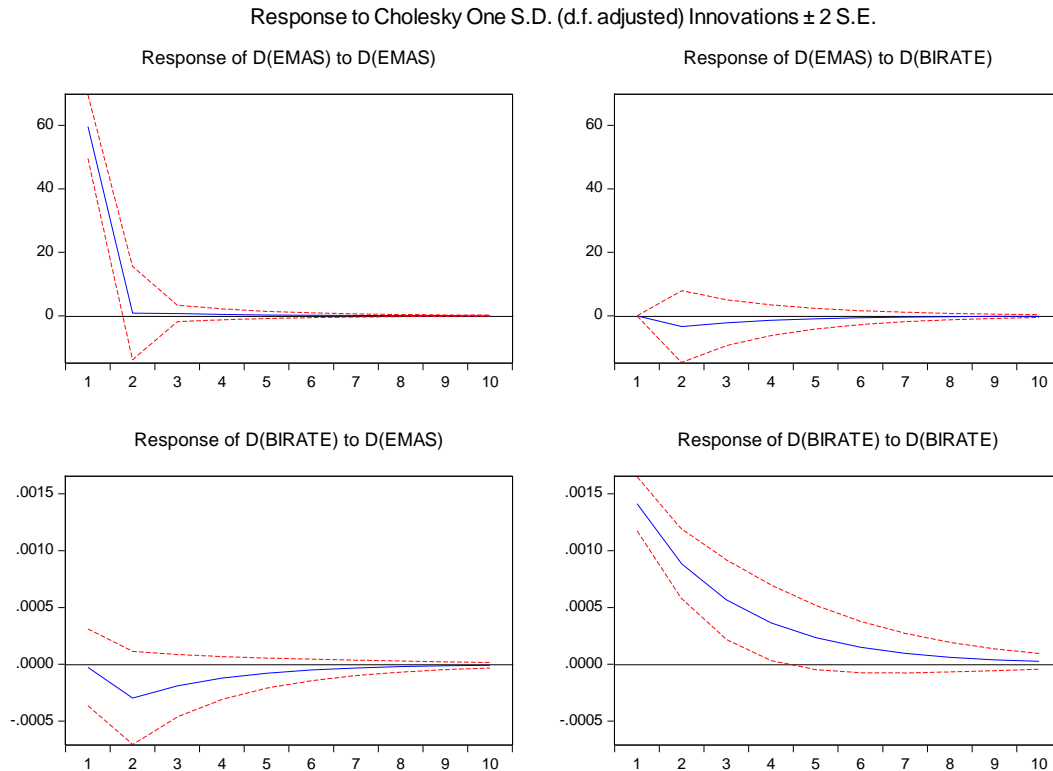 Response to Cholesky One S.D. (d.f. adjusted) Innovations ± 2 S.E.
Response of D(EMAS) to D(EMAS)
60
40
20
0
1 2 3 4 5 6 7 8 9 10
Response of D(EMAS) to D(BIRATE)
60
40
20
0
1 2 3 4 5 6 7 8 9 10
Response of D(BIRATE) to D(EMAS)
.0015
.0010
.0005
.0000
-.0005
1 2 3 4 5 6 7 8 9 10
Response of D(BIRATE) to D(BIRATE)
.0015
.0010
.0005
.0000
-.0005
1 2 3 4 5 6 7 8 9 10